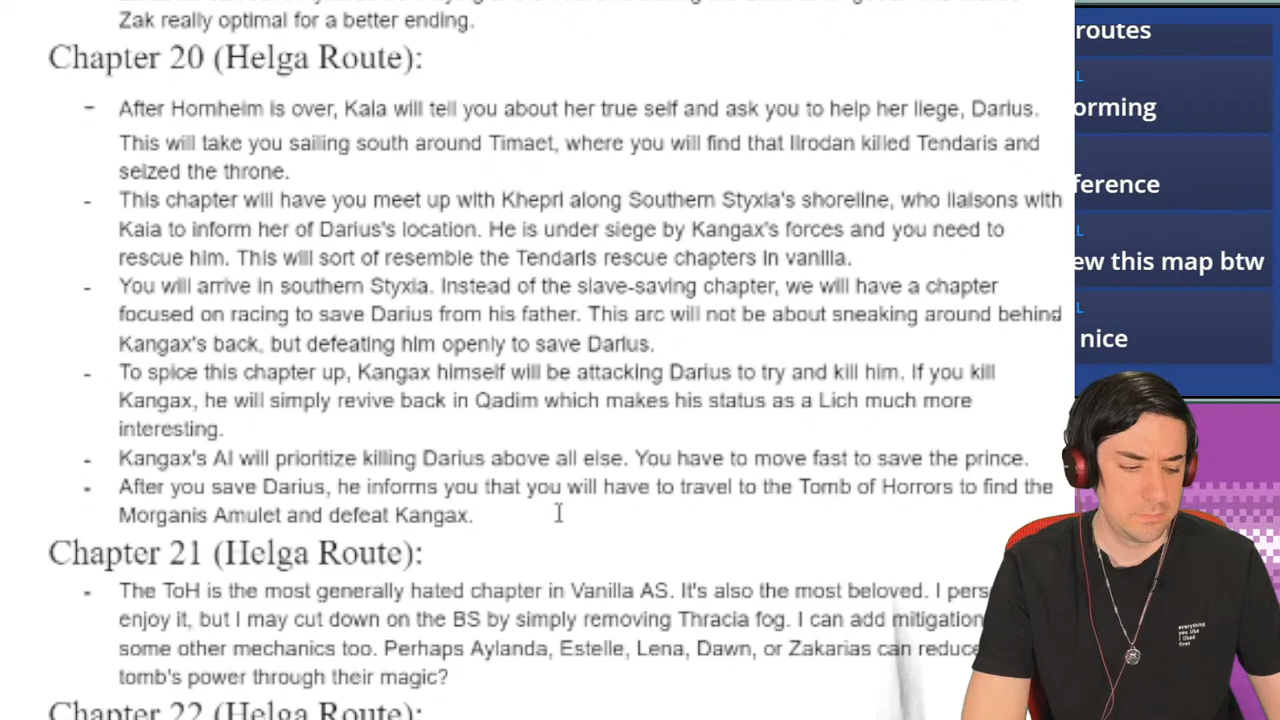 Zak really optimal for a better ending.
Chapter 20 (Helga Route):
- After Hornheim is over, Kala will tell you about her true self and ask you to help her liege, Darius.
This will take you sailing south around Timaet, where you will find that Ilrodan killed Tendaris and
seized the throne.
- This chapter will have you meet up with Khepri along Southern Styxia's shoreline, who liaisons with
Kaia to inform her of Darius's location. He is under siege by Kangax's forces and you need to
rescue him. This will sort of resemble the Tendaris rescue chapters in vanilla.
- You will arrive in southern Styxia. Instead of the slave-saving chapter, we will have a chapter
focused on racing to save Darius from his father. This arc will not be about sneaking around behind
Kangax's back, but defeating him openly to save Darius.
- To spice this chapter up, Kangax himself will be attacking Darius to try and kill him. If you kill
Kangax, he will simply revive back in Qadim which makes his status as a Lich much more
interesting.
- Kangax's AI will prioritize killing Darius above all else. You have to move fast to save the prince.
- After you save Darius, he informs you that you will have to travel to the Tomb of Horrors to find the
Morganis Amulet and defeat Kangax.
Chapter 21 (Helga Route):
- The ToH is the most generally hated chapter in Vanilla AS. It's also the most beloved. I pers
enjoy it, but I may cut down on the BS by simply removing Thracia fog. I can add mitigation
some other mechanics too. Perhaps Aylanda, Estelle, Lena, Dawn, or Zakarias can reduce
tomb's power through their magic?
Chapter 22 (Helga Route):
routes
L
orming
ference
L
ew this map btw
L
nice
everything
you like
i liked
first